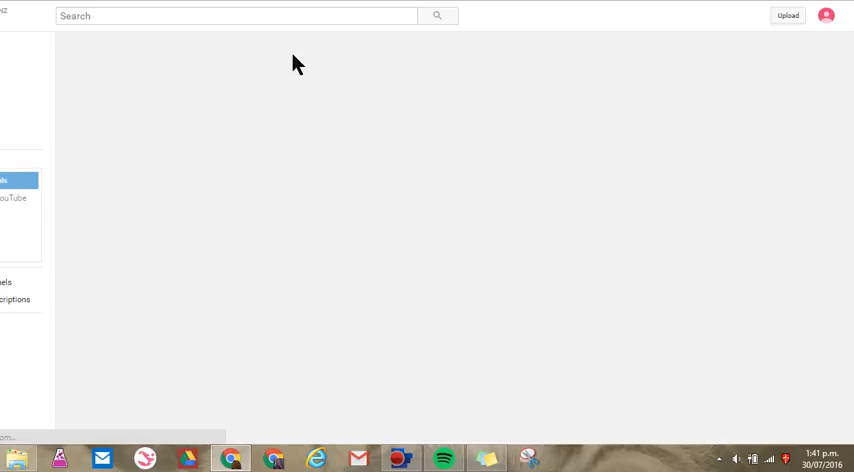 NZ
Search
Upload
els
ouTube
nels
criptions
om...
1:41 p.m.
30/07/2016